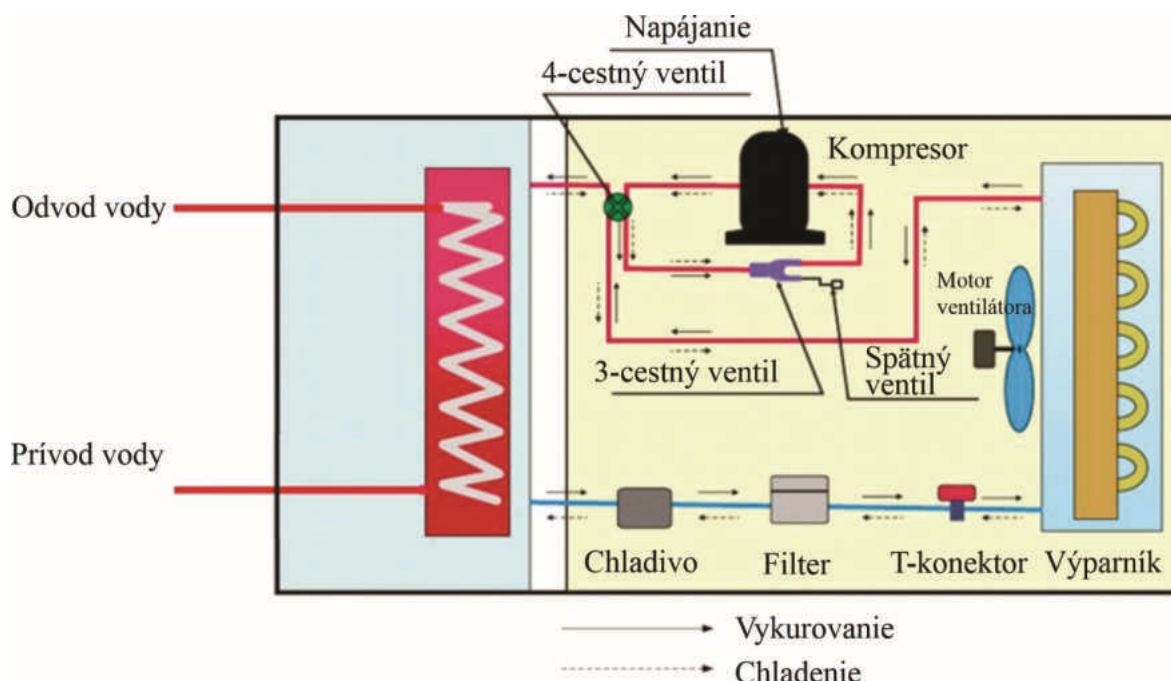 Napájanie
4-cestný ventil
Kompresor
Odvod vody
Motor
ventilátora
3-cestný ventil
Spätný
ventil
Prívod vody
Chladivo
Filter
T-konektor
Výparník
Vykurovanie
Chladenie